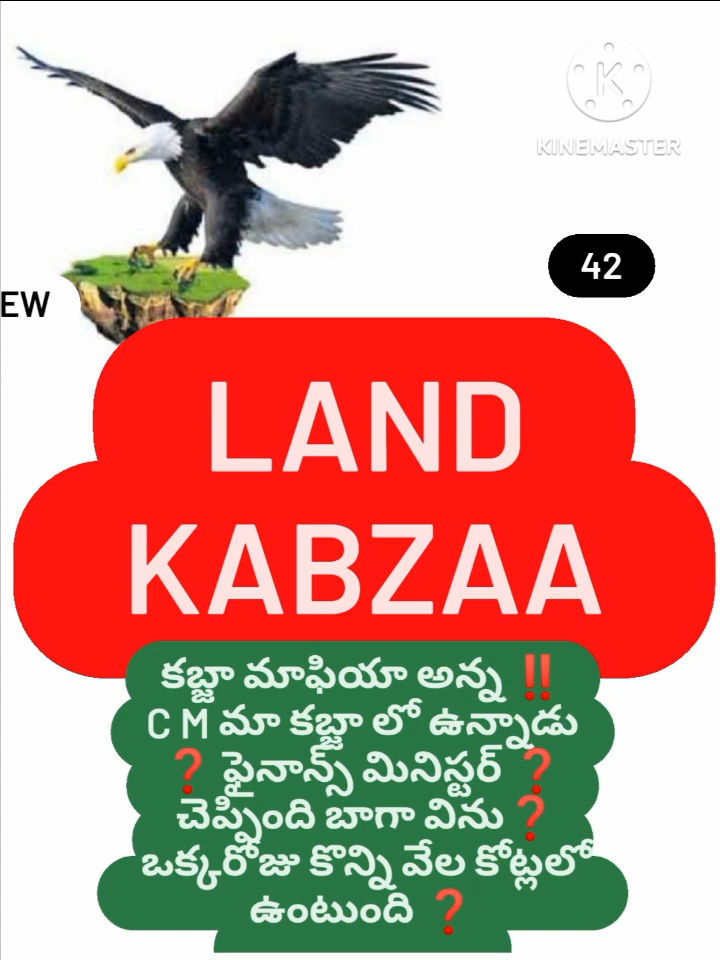 K
KINEMASTER
42
EW
LAND
KABZAA
కబ్జా మాఫియా అన్న ‼️
C M మా కబ్జా లో ఉన్నాడు
❓ ఫైనాన్స్ మినిస్టర్ ❓
చెప్పింది బాగా విను ❓
ఒక్కరోజు కొన్ని వేల కోట్లలో
ఉంటుంది ❓